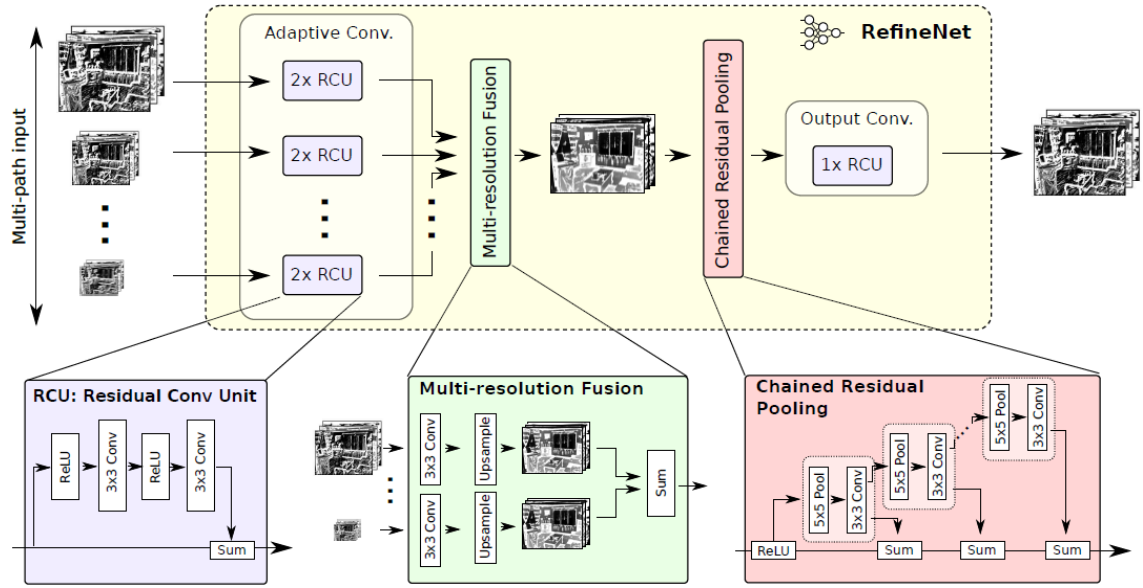 RefineNet
Multi-path input
Adaptive Conv.
2x RCU
2x RCU
2x RCU
Multi-resolution Fusion
Chained Residual Pooling
Output Conv.
1x RCU
RCU: Residual Conv Unit
ReLU
3x3 Conv
ReLU
3x3 Conv
Sum
Multi-resolution Fusion
3x3 Conv
Upsample
3x3 Conv
Upsample
Sum
Chained Residual
Pooling
5x5 Pool
3x3 Conv
5x5 Pool
3x3 Conv
5x5 Pool
3x3 Conv
ReLU
Sum
Sum
Sum